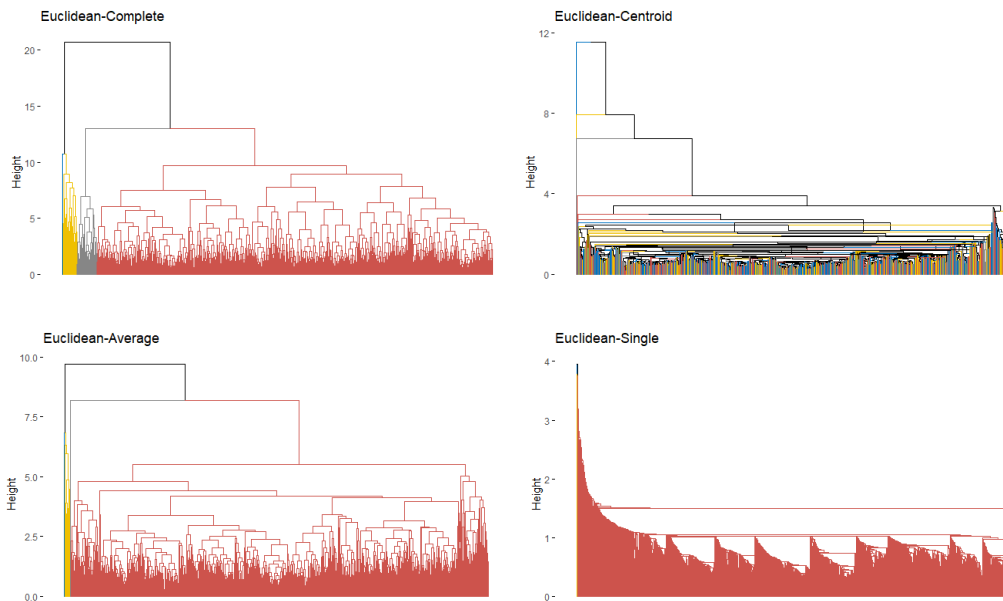 Euclidean-Complete
Height
20
15
10
5
0
Euclidean-Centroid
Height
12
8
4
0
Euclidean-Average
Height
10.0
7.5
5.0
2.5
0.0
Euclidean-Single
Height
4
3
2
1
0